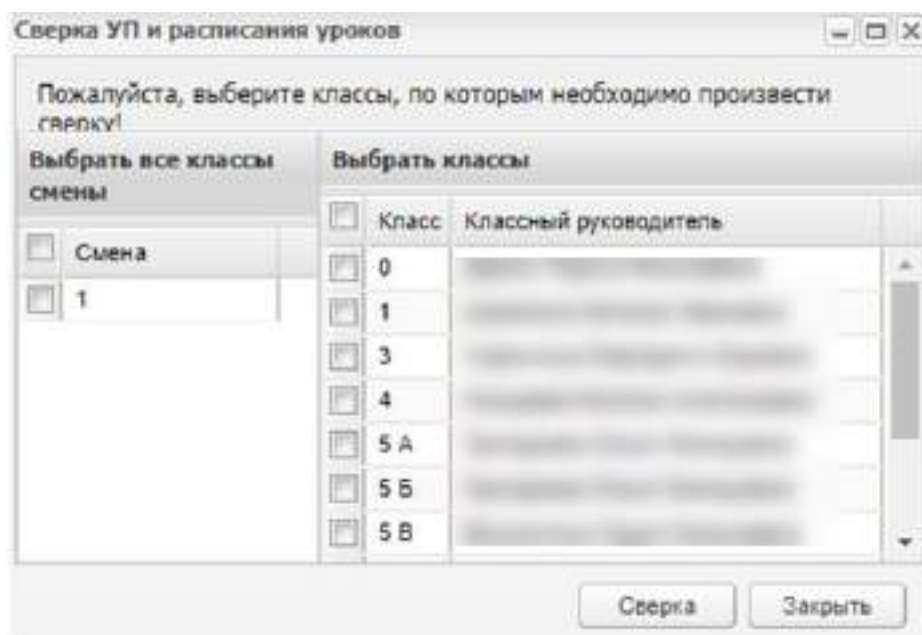 Сверка УП и расписания уроков
Пожалуйста, выберите классы, по которым необходимо произвести
сверку!
Выбрать все классы
смены
Выбрать классы
Смена
1
Класс Классный руководитель
0
1
3
4
5 А
5 Б
5 В
Сверка Закрыть